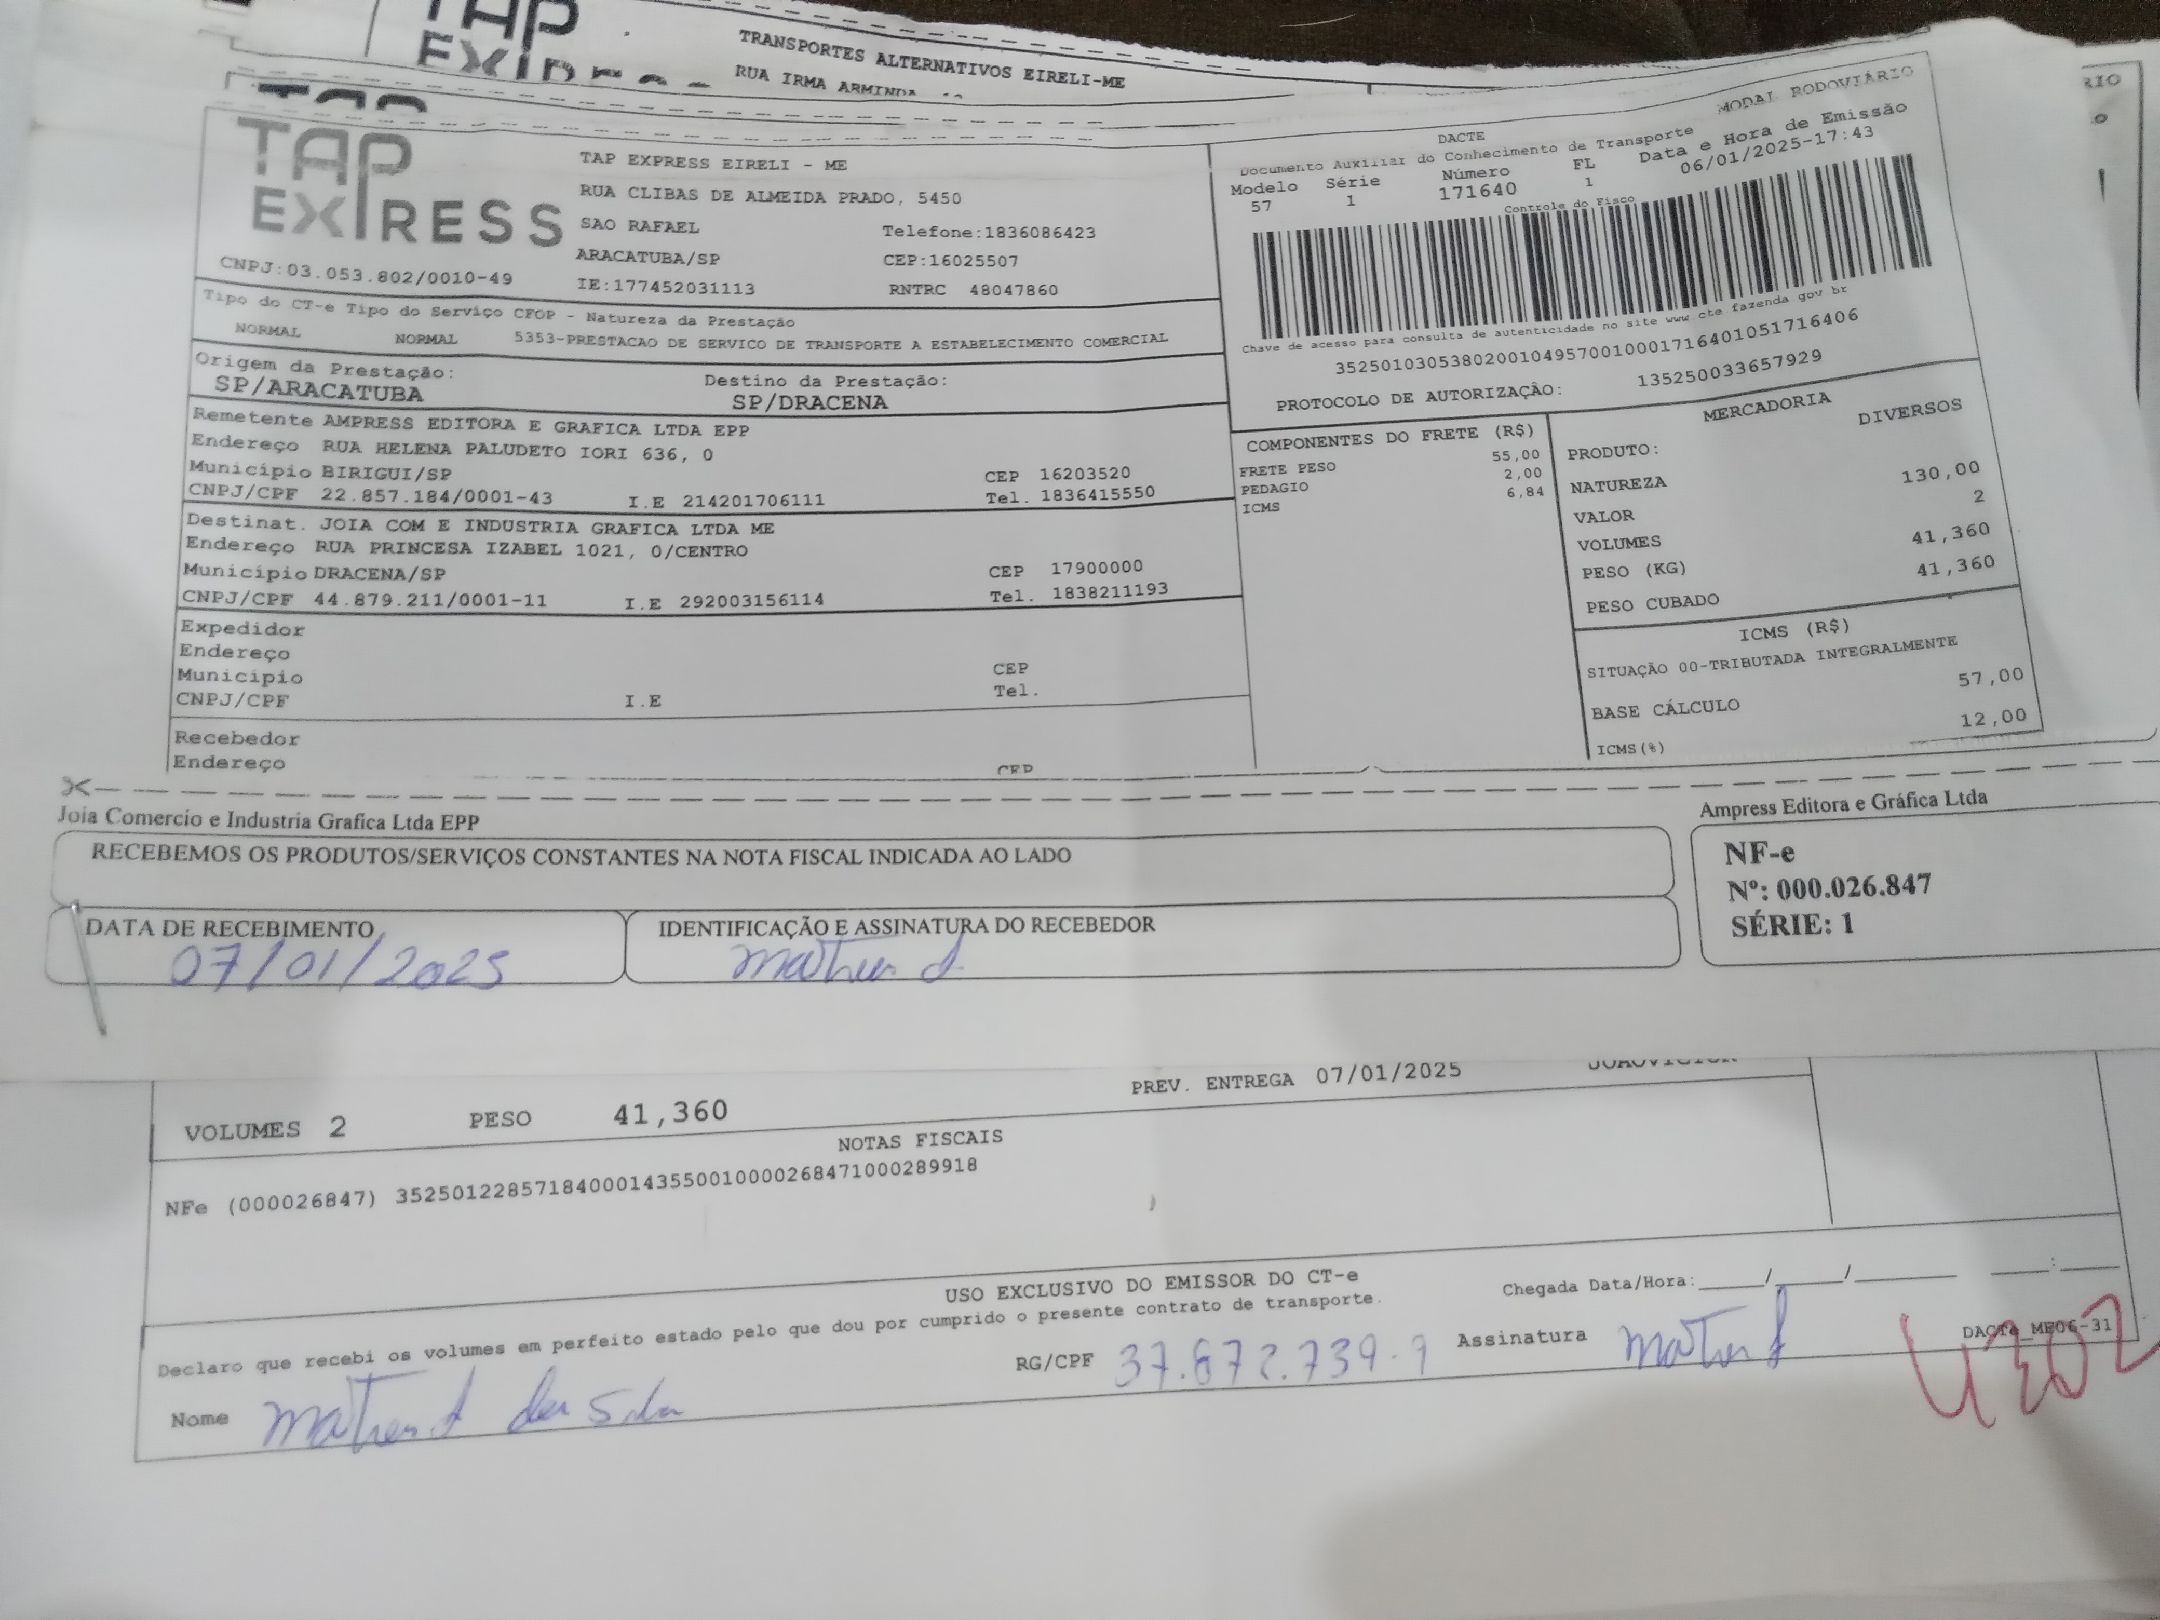 TAP
EXPRESS
TRANSPORTES ALTERNATIVOS EIRELI-ME
RUA IRMA ARMINDA
RIO
TAP
EXPRESS
CNPJ:03.053.802/0010-49
TAP EXPRESS EIRELI - ME
RUA CLIBAS DE ALMEIDA PRADO, 5450
SAO RAFAEL Telefone:1836086423
ARACATUBA/SP CEP:16025507
IE:177452031113 RNTRC 48047860
DACTE MODAL RODOVIÁRIO
Documento Auxiliar do Conhecimento de Transporte
Modelo Série Número FL Data e Hora de Emissão
57 1 171640 1 06/01/2025-17:43
Controle do Fisco
Chave de acesso para consulta de autenticidade no site www cte fazenda gov br
35250103053802001049570010001716401051716406
PROTOCOLO DE AUTORIZAÇÃO: 135250033657929
Tipo do CT-e Tipo do Serviço CFOP - Natureza da Prestação
NORMAL NORMAL 5353-PRESTACAO DE SERVICO DE TRANSPORTE A ESTABELECIMENTO COMERCIAL
Origem da Prestação: Destino da Prestação:
SP/ARACATUBA SP/DRACENA
Remetente AMPRESS EDITORA E GRAFICA LTDA EPP
Endereço RUA HELENA PALUDETO IORI 636, 0
Município BIRIGUI/SP CEP 16203520
CNPJ/CPF 22.857.184/0001-43 I.E 214201706111 Tel. 1836415550
Destinat. JOIA COM E INDUSTRIA GRAFICA LTDA ME
Endereço RUA PRINCESA IZABEL 1021, 0/CENTRO
Município DRACENA/SP CEP 17900000
CNPJ/CPF 44.879.211/0001-11 I.E 292003156114 Tel. 1838211193
Expedidor
Endereço
Município CEP
CNPJ/CPF I.E Tel.
Recebedor
Endereço CEP
COMPONENTES DO FRETE (R$)
FRETE PESO 55,00
PEDAGIO 2,00
ICMS 6,84
MERCADORIA
PRODUTO: DIVERSOS
NATUREZA
VALOR 130,00
VOLUMES 2
PESO (KG) 41,360
PESO CUBADO 41,360
ICMS (R$)
SITUAÇÃO 00-TRIBUTADA INTEGRALMENTE
BASE CÁLCULO 57,00
ICMS(%) 12,00
Joia Comercio e Industria Grafica Ltda EPP
Ampress Editora e Gráfica Ltda
RECEBEMOS OS PRODUTOS/SERVIÇOS CONSTANTES NA NOTA FISCAL INDICADA AO LADO
NF-e
Nº: 000.026.847
SÉRIE: 1
DATA DE RECEBIMENTO
07/01/2025
IDENTIFICAÇÃO E ASSINATURA DO RECEBEDOR
VOLUMES 2 PESO 41,360 PREV. ENTREGA 07/01/2025 JOAOVICTOR
NOTAS FISCAIS
NFe (000026847) 35250122857184000143550010000268471000289918
USO EXCLUSIVO DO EMISSOR DO CT-e
Declaro que recebi os volumes em perfeito estado pelo que dou por cumprido o presente contrato de transporte.
Chegada Data/Hora:____/____/______ ___:___
Nome
RG/CPF 37.672.739-9
Assinatura